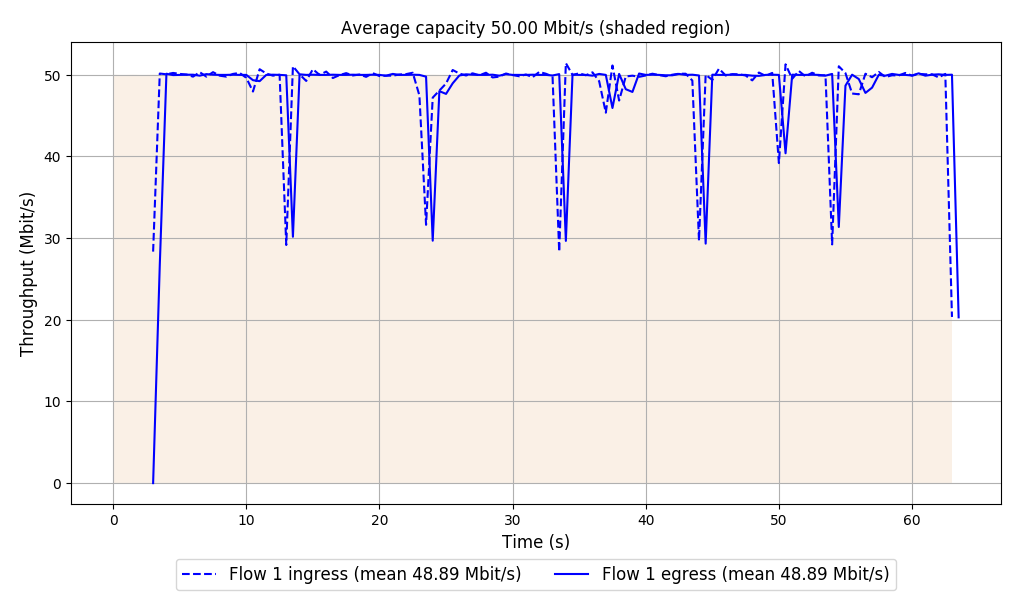 Average capacity 50.00 Mbit/s (shaded region)
Throughput (Mbit/s)
50
40
30
20
10
0
0 10 20 30 40 50 60
Time (s)
Flow 1 ingress (mean 48.89 Mbit/s) Flow 1 egress (mean 48.89 Mbit/s)